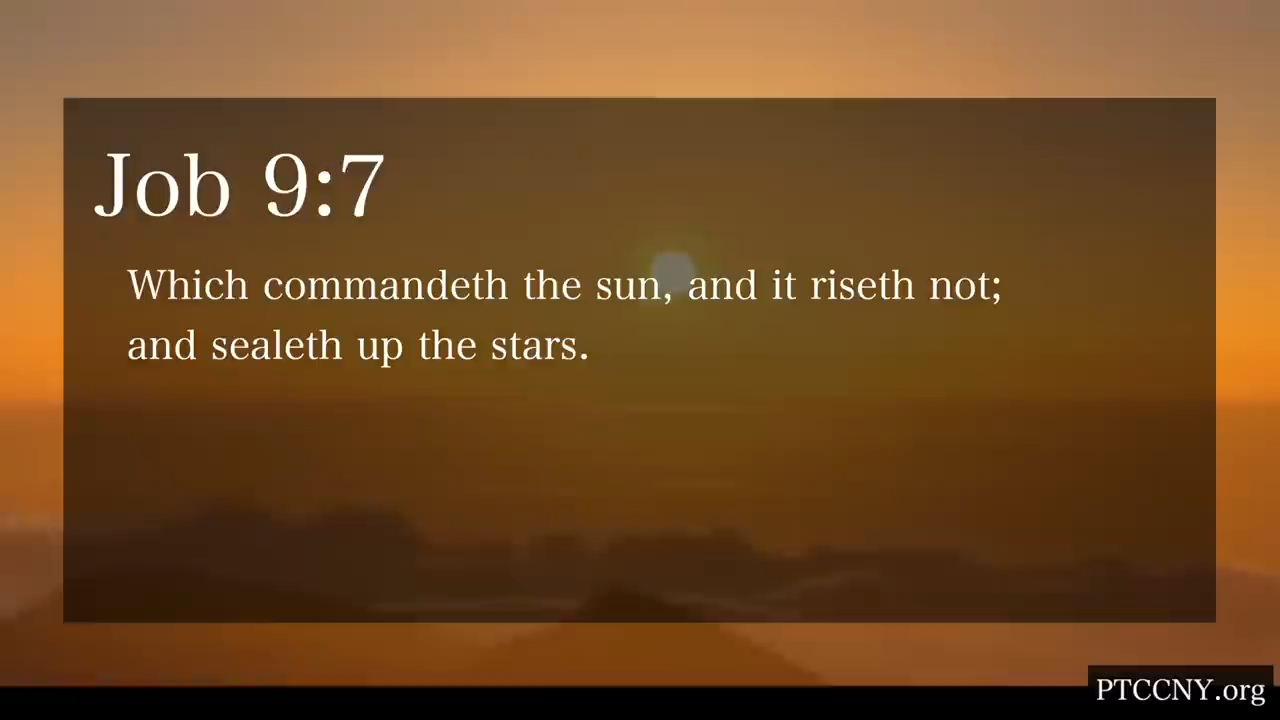 Job 9:7
Which commandeth the sun, and it riseth not;
and sealeth up the stars.
PTCCNY.org